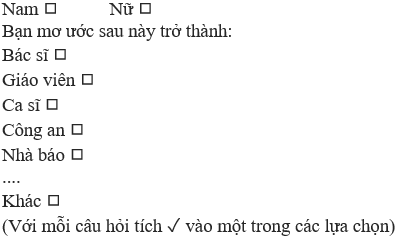 Nam □ Nữ □
Bạn mơ ước sau này trở thành:
Bác sĩ □
Giáo viên □
Ca sĩ □
Công an □
Nhà báo □
....
Khác □
(Với mỗi câu hỏi tích ✓ vào một trong các lựa chọn)